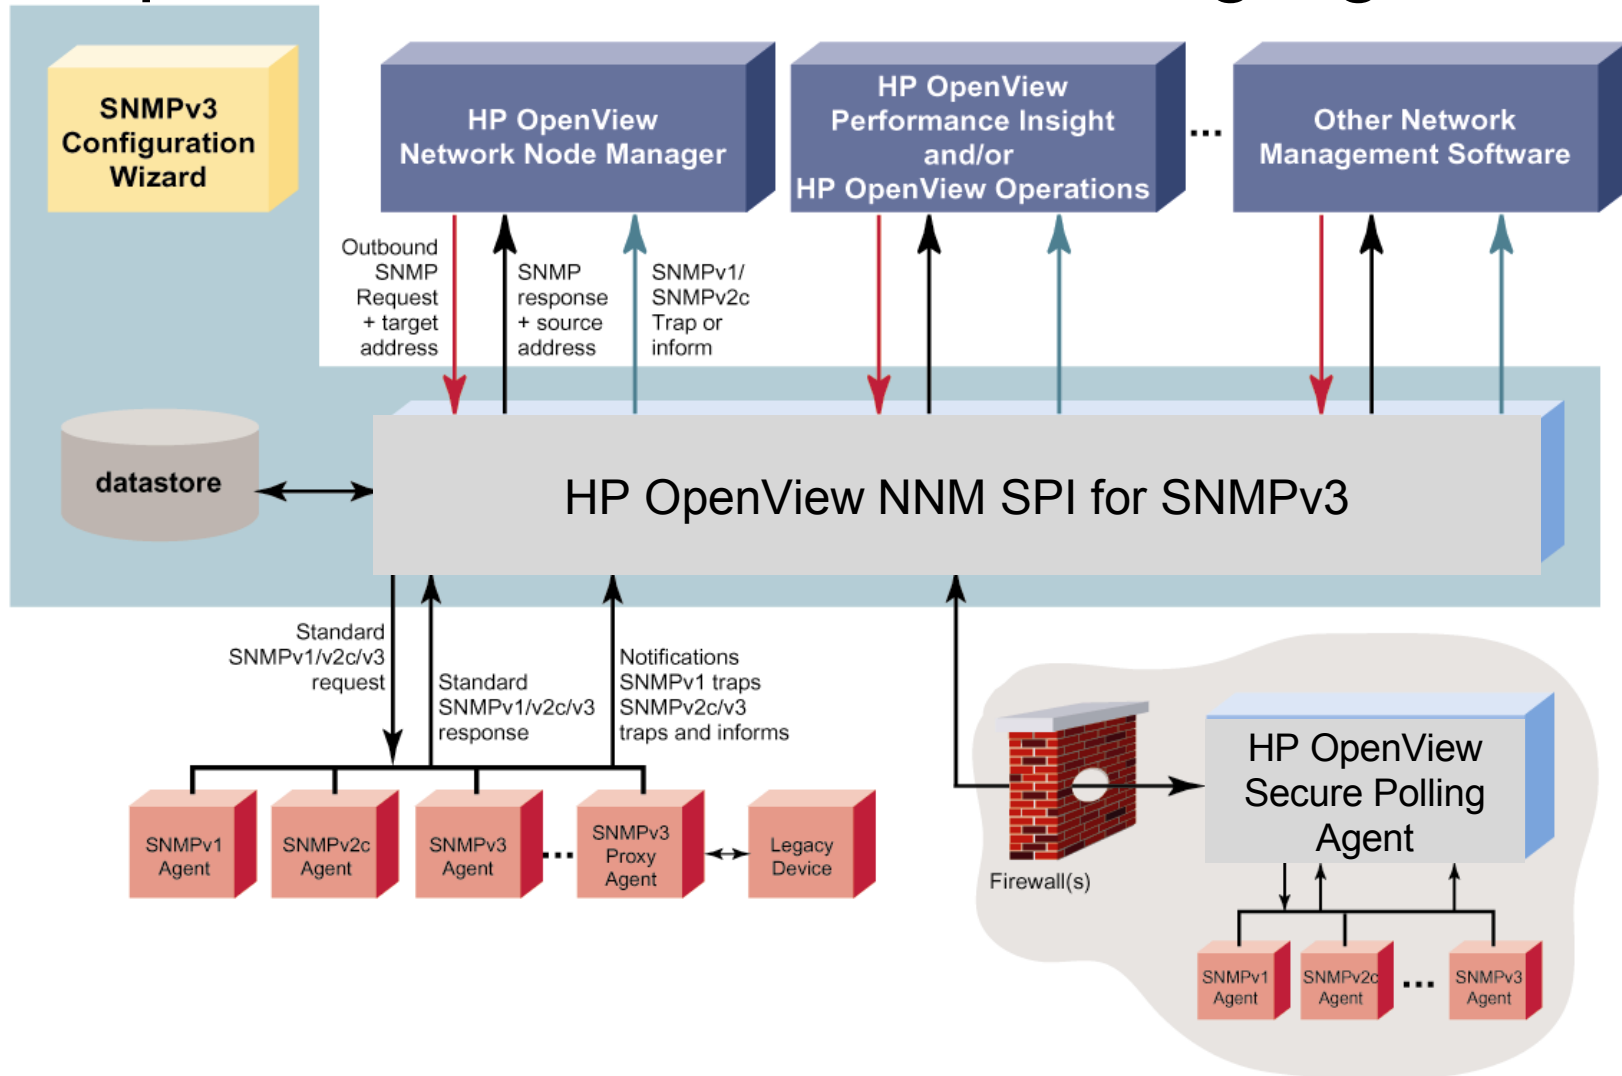 SNMPv3
Configuration
Wizard
HP OpenView
Network Node Manager
HP OpenView
Performance Insight
and/or
HP OpenView Operations
...
Other Network
Management Software
Outbound
SNMP
Request
+ target
address
SNMP
response
+ source
address
SNMPv1/
SNMPv2c
Trap or
inform
datastore
HP OpenView NNM SPI for SNMPv3
Standard
SNMPv1/v2c/v3
request
Standard
SNMPv1/v2c/v3
response
Notifications
SNMPv1 traps
SNMPv2c/v3
traps and informs
SNMPv1
Agent
SNMPv2c
Agent
SNMPv3
Agent
...
SNMPv3
Proxy
Agent
Legacy
Device
Firewall(s)
HP OpenView
Secure Polling
Agent
SNMPv1
Agent
SNMPv2c
Agent
...
SNMPv3
Agent